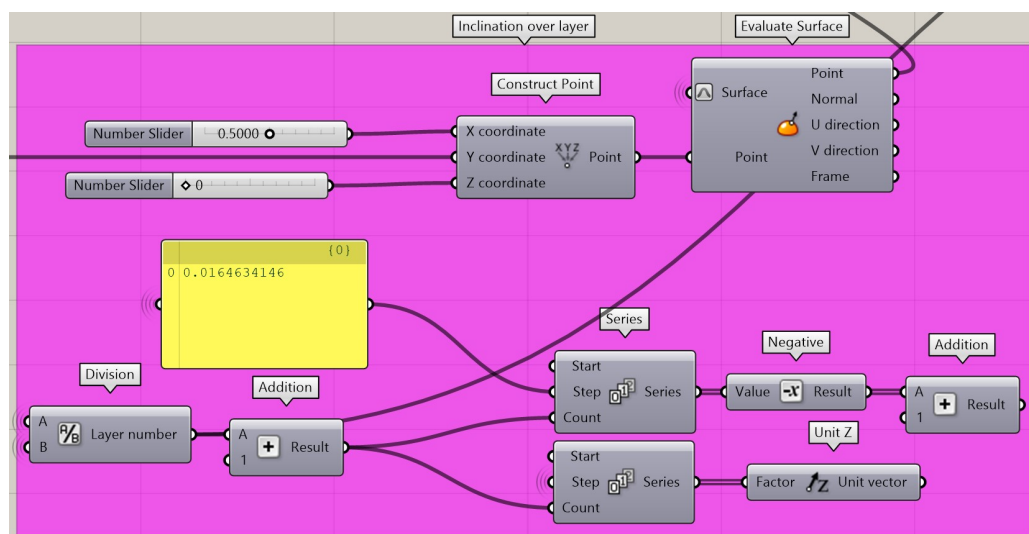 Inclination over layer
Evaluate Surface
Construct Point
Number Slider 0.5000
Number Slider 0
X coordinate
Y coordinate
Z coordinate
XYZ
Point
Surface
Point
Point
Normal
U direction
V direction
Frame
{0}
0 0.0164634146
Division
A
B
A/B
Layer number
Addition
A
1
+
Result
Series
Start
Step
Count
Series
Start
Step
Count
Series
Negative
Value -x Result
Addition
A
1
+
Result
Unit Z
Factor Z Unit vector